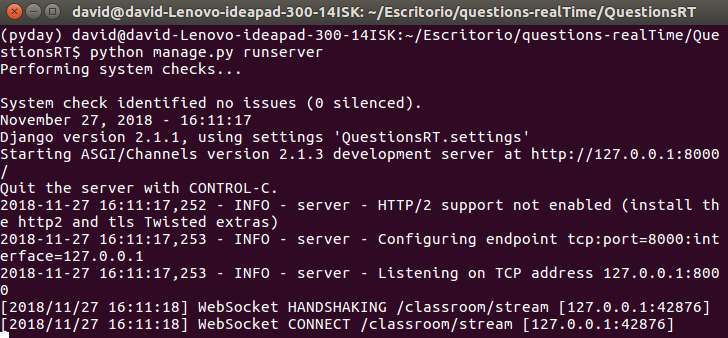 david@david-Lenovo-ideapad-300-14ISK: ~/Escritorio/questions-realTime/QuestionsRT
(pyday) david@david-Lenovo-ideapad-300-14ISK:~/Escritorio/questions-realTime/Que
stionsRT$ python manage.py runserver
Performing system checks...
System check identified no issues (0 silenced).
November 27, 2018 - 16:11:17
Django version 2.1.1, using settings 'QuestionsRT.settings'
Starting ASGI/Channels version 2.1.3 development server at http://127.0.0.1:8000
/
Quit the server with CONTROL-C.
2018-11-27 16:11:17,252 - INFO - server - HTTP/2 support not enabled (install th
e http2 and tls Twisted extras)
2018-11-27 16:11:17,253 - INFO - server - Configuring endpoint tcp:port=8000:int
erface=127.0.0.1
2018-11-27 16:11:17,253 - INFO - server - Listening on TCP address 127.0.0.1:800
0
[2018/11/27 16:11:18] WebSocket HANDSHAKING /classroom/stream [127.0.0.1:42876]
[2018/11/27 16:11:18] WebSocket CONNECT /classroom/stream [127.0.0.1:42876]